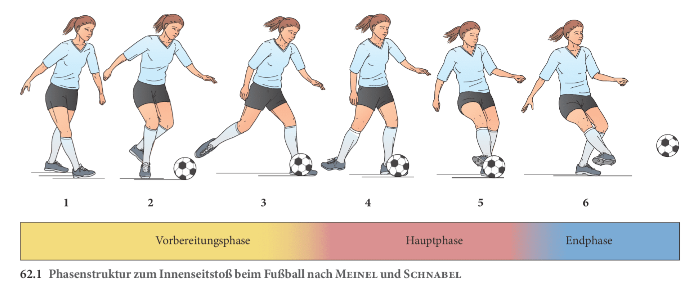 1 2 3 4 5 6
Vorbereitungsphase Hauptphase Endphase
62.1 Phasenstruktur zum Innenseitstoß beim Fußball nach Meinel und Schnabel